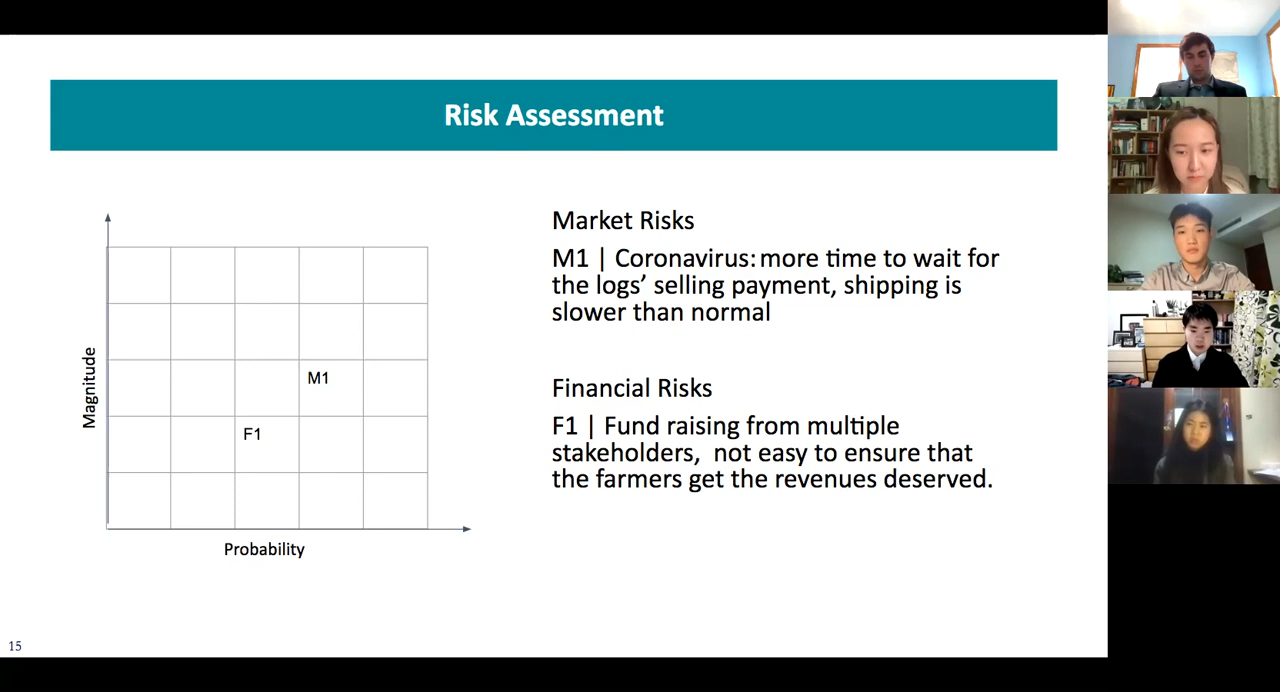 Risk Assessment
Market Risks
M1 | Coronavirus: more time to wait for
the logs’ selling payment, shipping is
slower than normal
Financial Risks
F1 | Fund raising from multiple
stakeholders,  not easy to ensure that
the farmers get the revenues deserved.
Magnitude
M1
F1
Probability
15